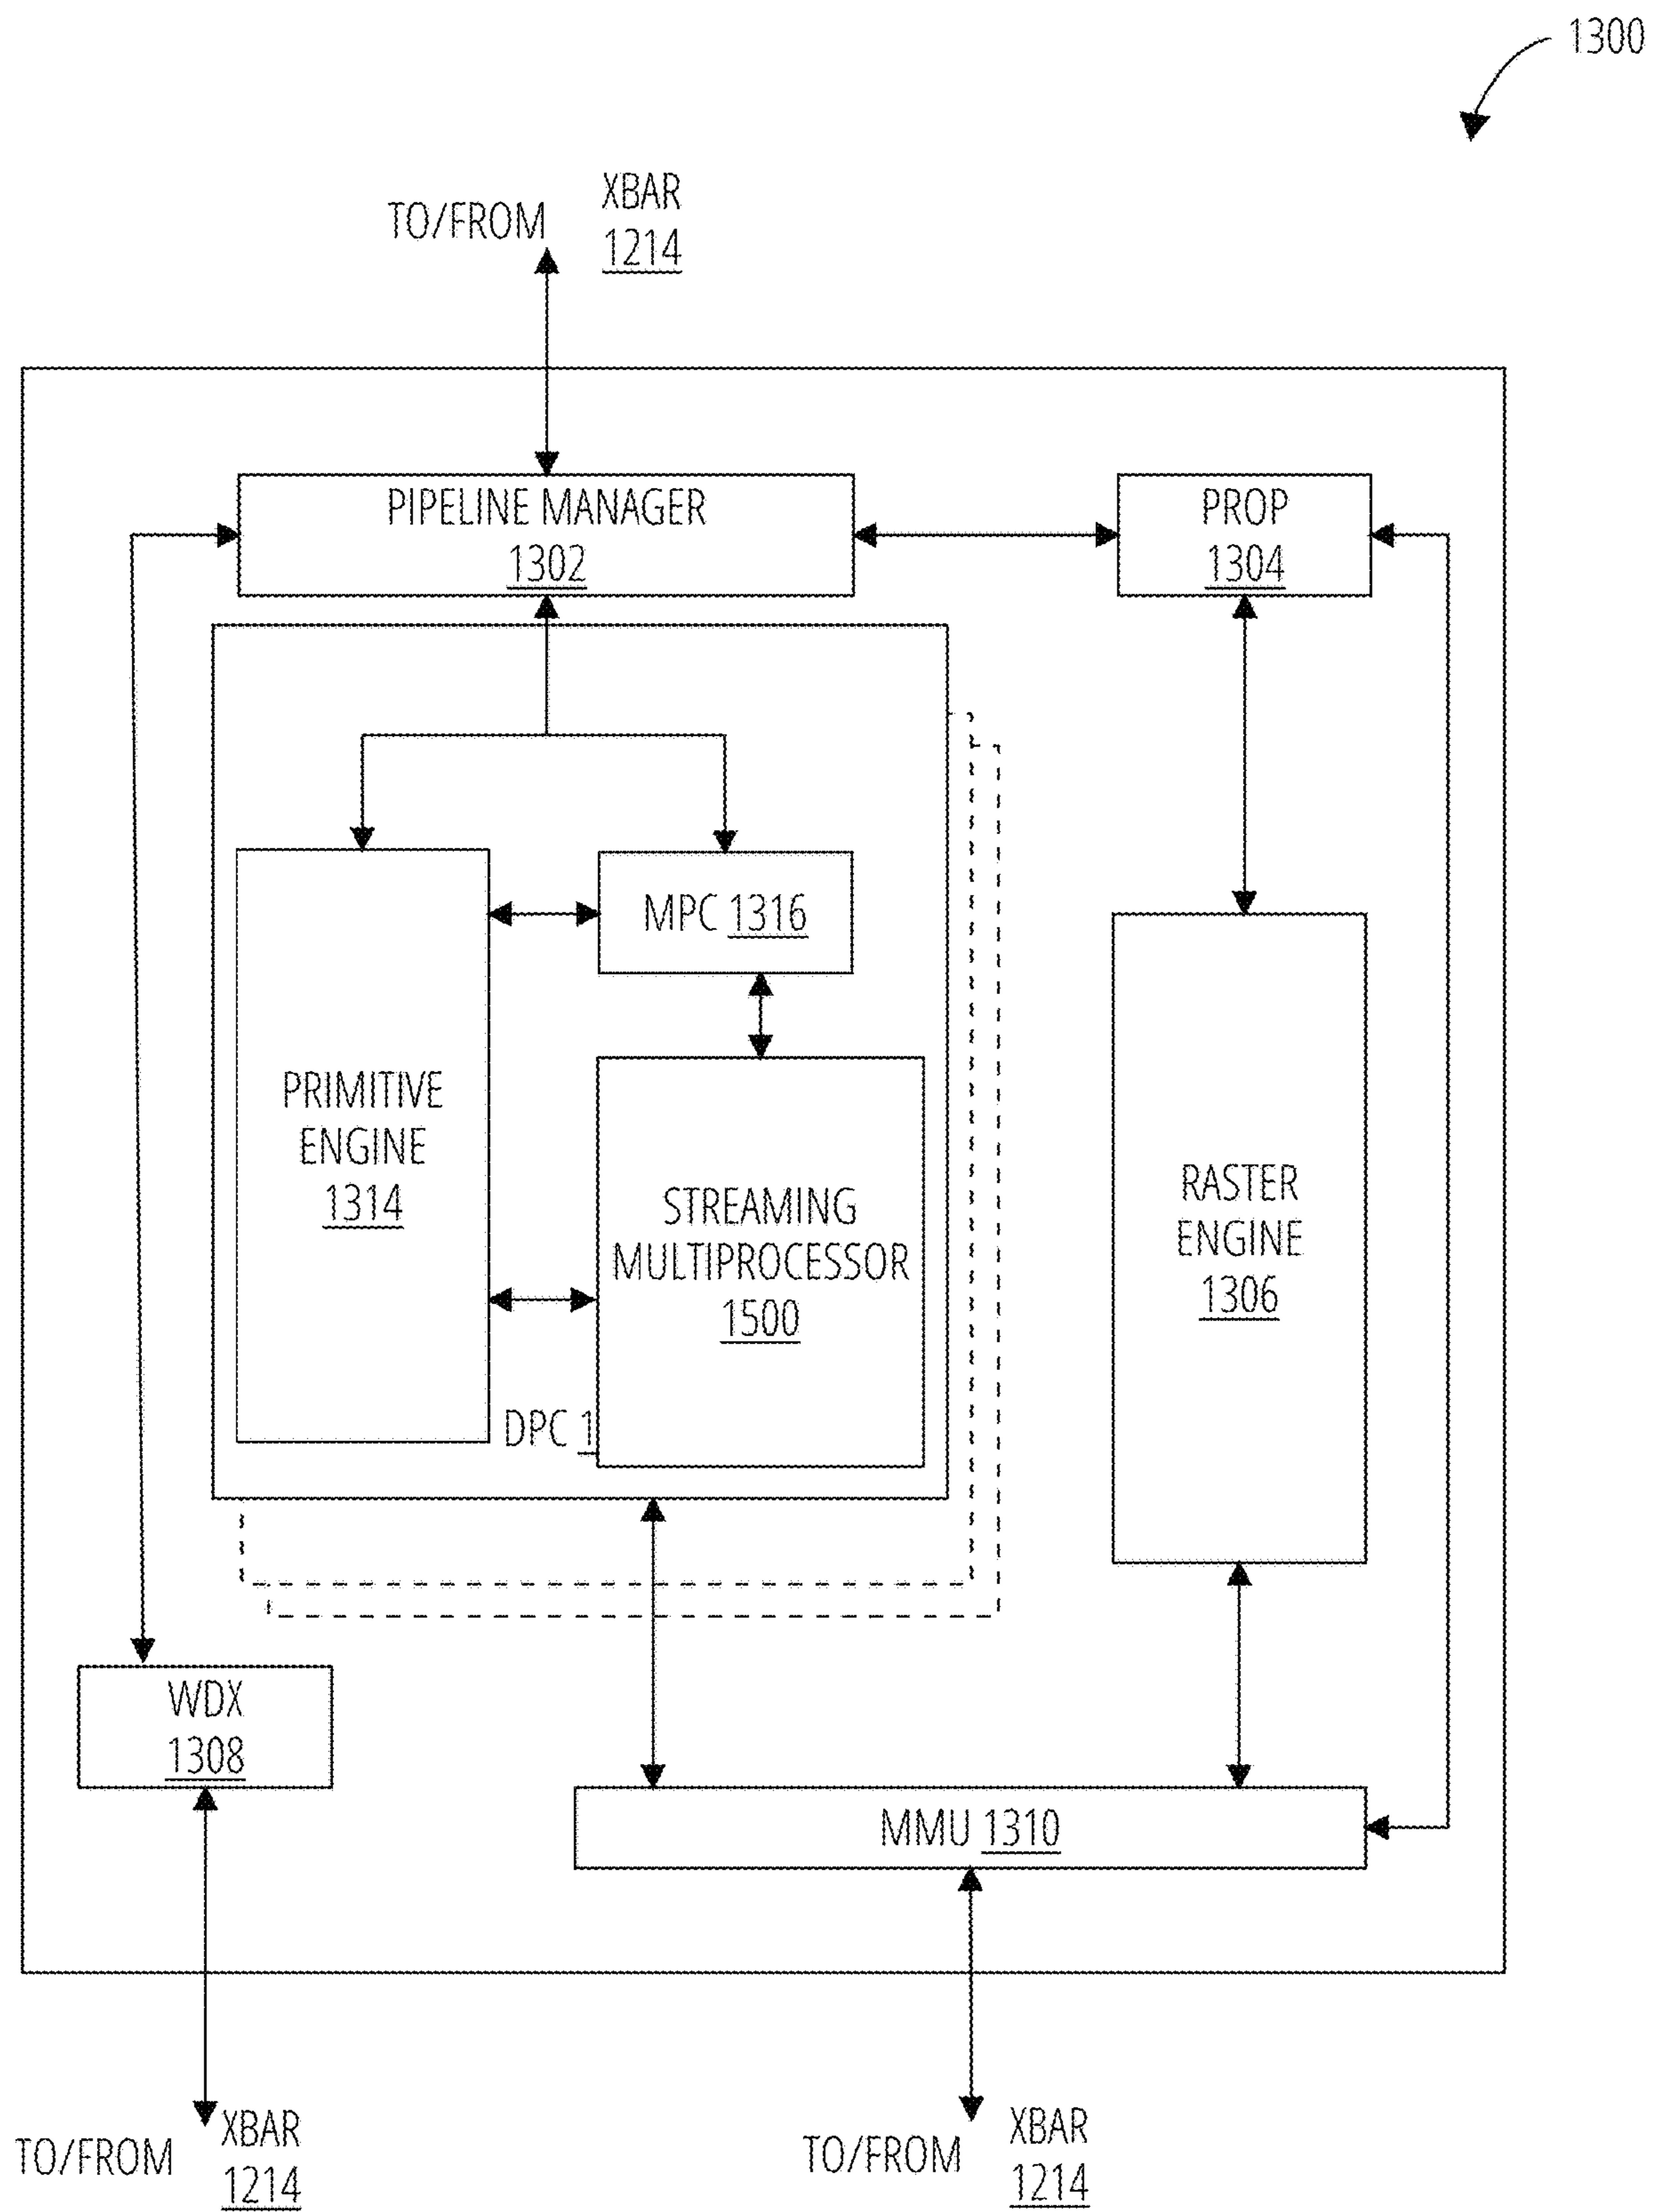 1300
TO/FROM
XBAR
1214
PIPELINE MANAGER
1302
PROP
1304
MPC 1316
PRIMITIVE
ENGINE
1314
STREAMING
MULTIPROCESSOR
1500
RASTER
ENGINE
1306
DPC
WDX
1308
MMU 1310
TO/FROM
XBAR
1214
TO/FROM
XBAR
1214